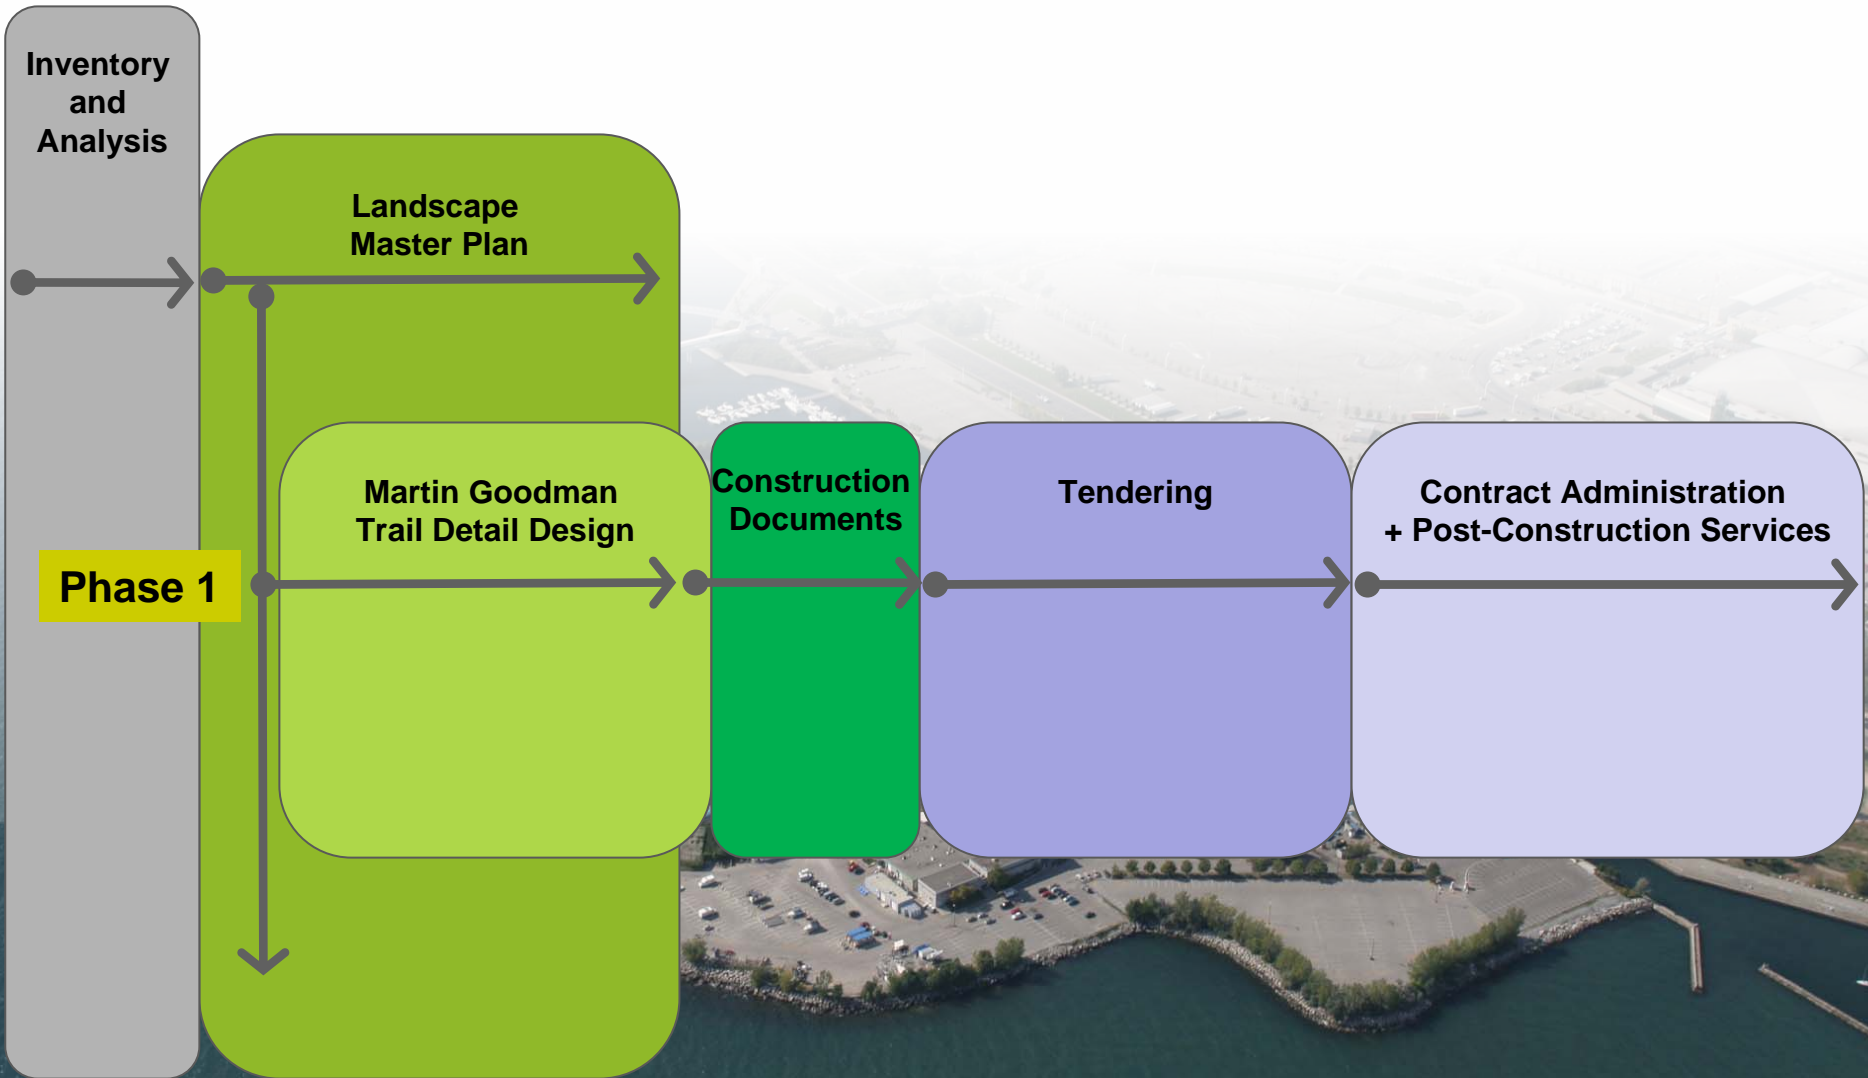 Inventory
and
Analysis
Landscape
Master Plan
Martin Goodman
Trail Detail Design
Construction
Documents
Tendering
Contract Administration
+ Post-Construction Services
Phase 1